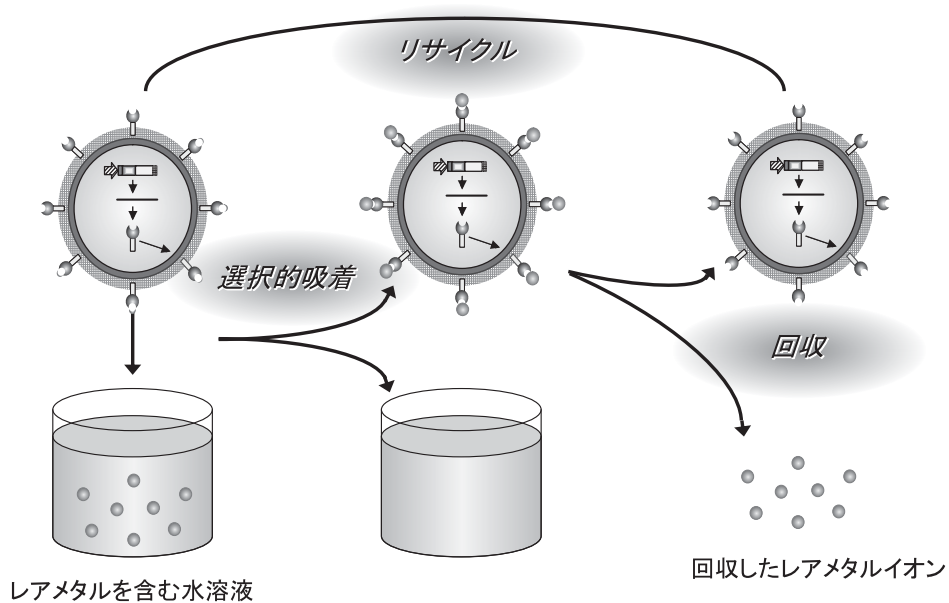 リサイクル
選択的吸着
回収
レアメタルを含む水溶液
回収したレアメタルイオン